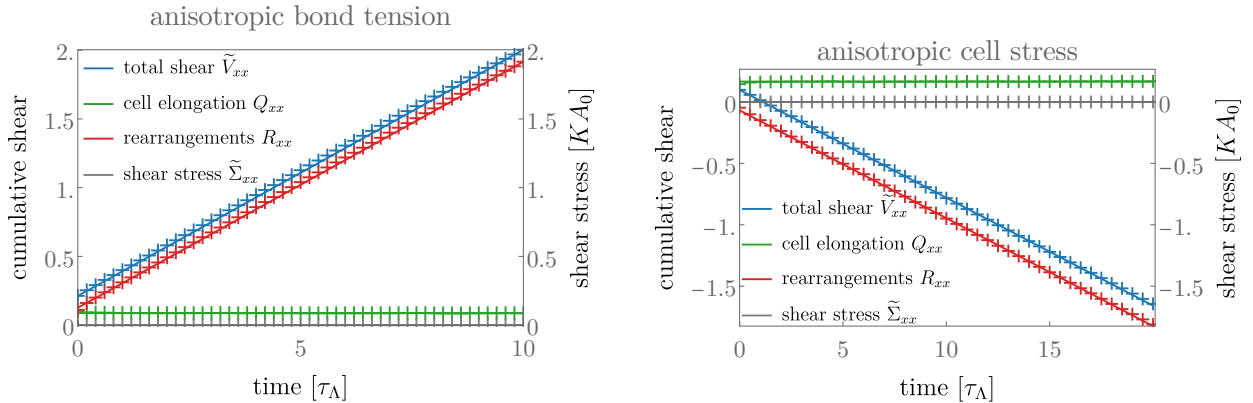 anisotropic bond tension
2.
1.5
1.
0.5
0
cumulative shear
total shear Ṽxx
cell elongation Qxx
rearrangements Rxx
shear stress Σ̃xx
2.
1.5
1.
0.5
0
shear stress [KA0]
0
5
10
time [τΛ]
anisotropic cell stress
0
−0.5
−1.
−1.5
cumulative shear
total shear Ṽxx
cell elongation Qxx
rearrangements Rxx
shear stress Σ̃xx
0
−0.5
−1.
−1.5
shear stress [KA0]
0
5
10
15
time [τΛ]